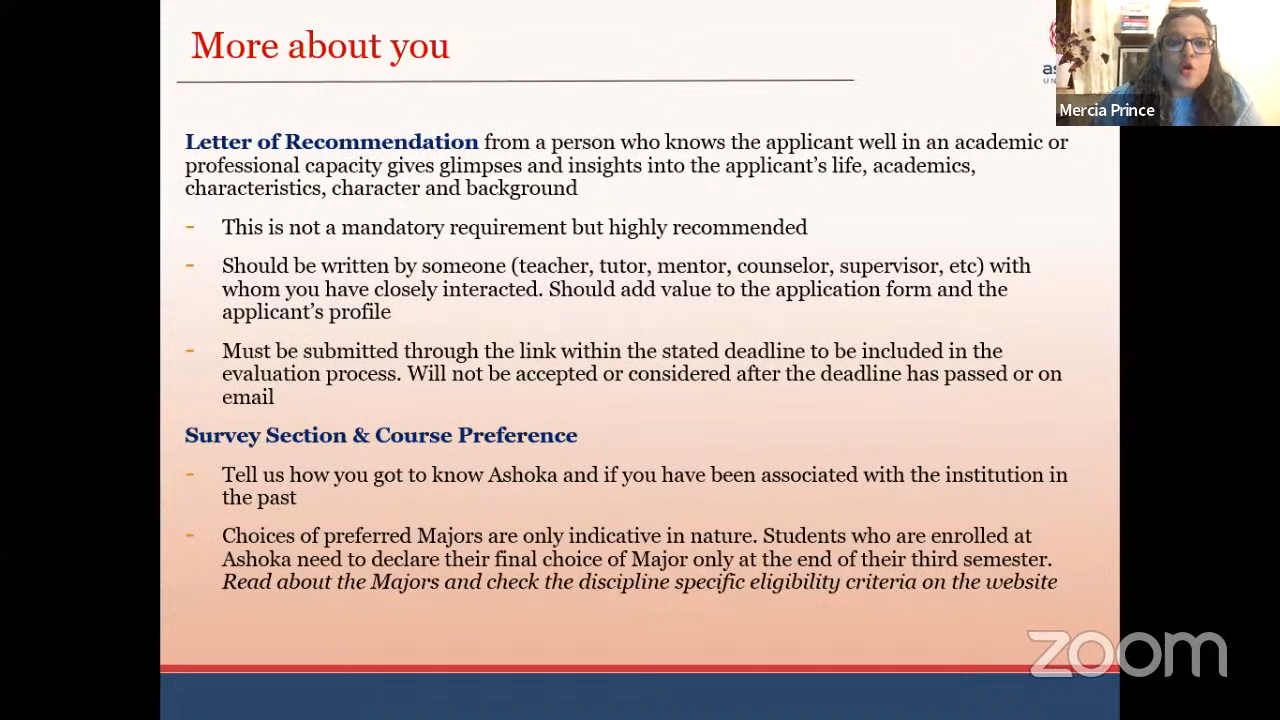 More about you
Mercia Prince
Letter of Recommendation from a person who knows the applicant well in an academic or
professional capacity gives glimpses and insights into the applicant's life, academics,
characteristics, character and background
- This is not a mandatory requirement but highly recommended
- Should be written by someone (teacher, tutor, mentor, counselor, supervisor, etc) with
whom you have closely interacted. Should add value to the application form and the
applicant's profile
- Must be submitted through the link within the stated deadline to be included in the
evaluation process. Will not be accepted or considered after the deadline has passed or on
email
Survey Section & Course Preference
- Tell us how you got to know Ashoka and if you have been associated with the institution in
the past
- Choices of preferred Majors are only indicative in nature. Students who are enrolled at
Ashoka need to declare their final choice of Major only at the end of their third semester.
Read about the Majors and check the discipline specific eligibility criteria on the website
zoom